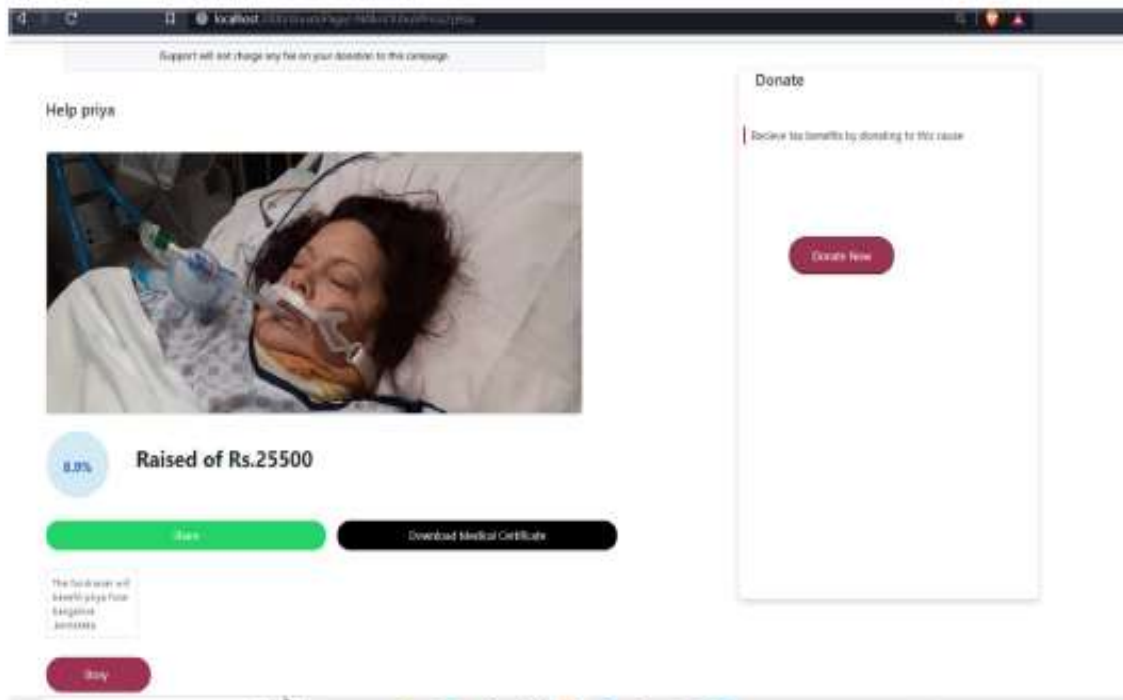 localhost
Support will not charge any fee on your donation to this campaign
Help priya
8.0%
Raised of Rs.25500
Share
Download Medical Certificate
The fundraiser will
benefit priya from
bangalore
Story
Donate
Recieve tax benefits by donating to this cause
Donate Now